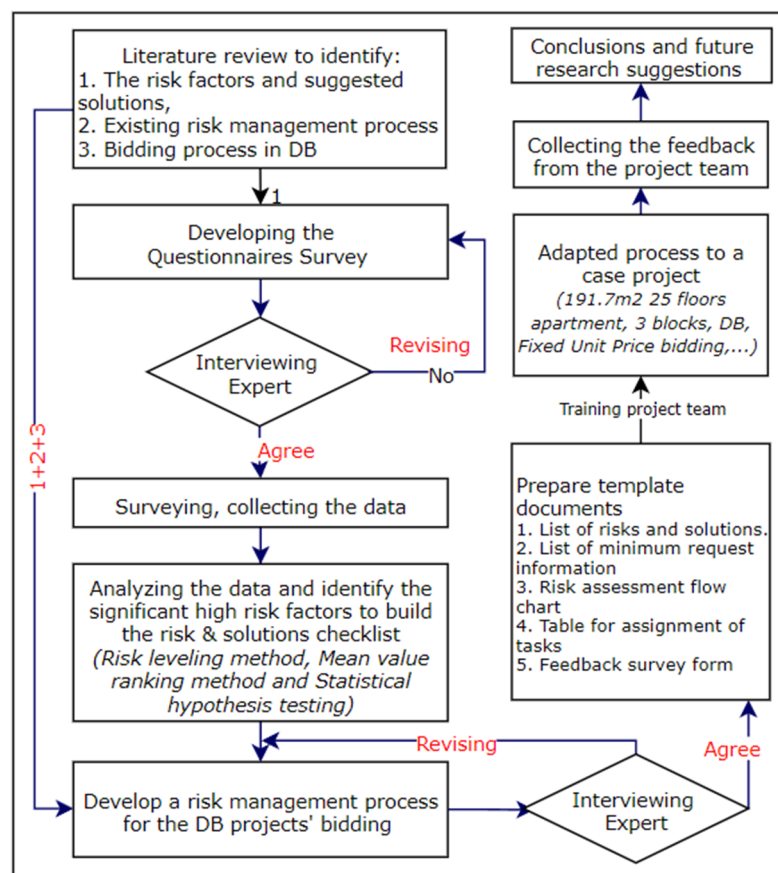 Literature review to identify:
1. The risk factors and suggested
solutions,
2. Existing risk management process
3. Bidding process in DB
1
Developing the
Questionnaires Survey
Interviewing
Expert
Revising
No
Agree
1+2+3
Surveying, collecting the data
Analyzing the data and identify the
significant high risk factors to build
the risk & solutions checklist
(Risk leveling method, Mean value
ranking method and Statistical
hypothesis testing)
Revising
Develop a risk management process
for the DB projects' bidding
Interviewing
Expert
Agree
Prepare template
documents
1. List of risks and solutions.
2. List of minimum request
information
3. Risk assessment flow
chart
4. Table for assignment of
tasks
5. Feedback survey form
Training project team
Adapted process to a
case project
(191.7m2 25 floors
apartment, 3 blocks, DB,
Fixed Unit Price bidding,...)
Collecting the feedback
from the project team
Conclusions and future
research suggestions